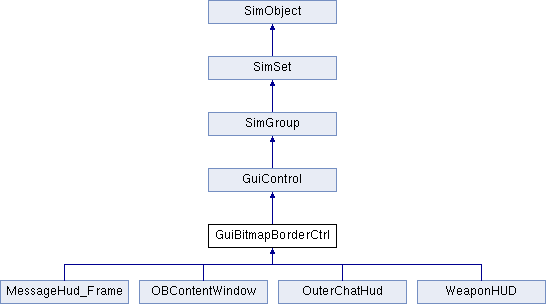 SimObject
SimSet
SimGroup
GuiControl
GuiBitmapBorderCtrl
MessageHud_Frame
OBContentWindow
OuterChatHud
WeaponHUD